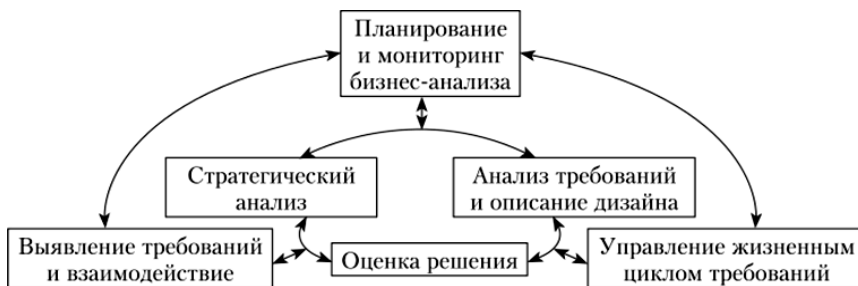 Планирование
и мониторинг
бизнес-анализа
Стратегический
анализ
Анализ требований
и описание дизайна
Выявление требований
и взаимодействие
Оценка решения
Управление жизненным
циклом требований